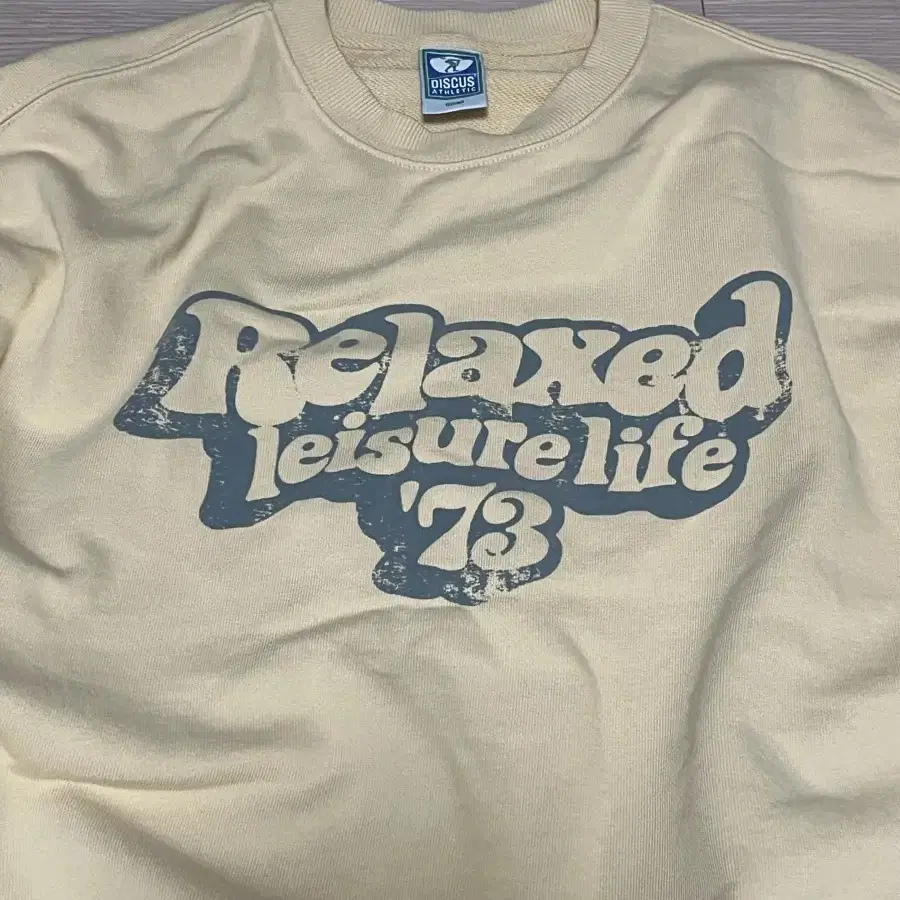 DISCUS
ATHLETIC
Relaxed
leisure life
'73